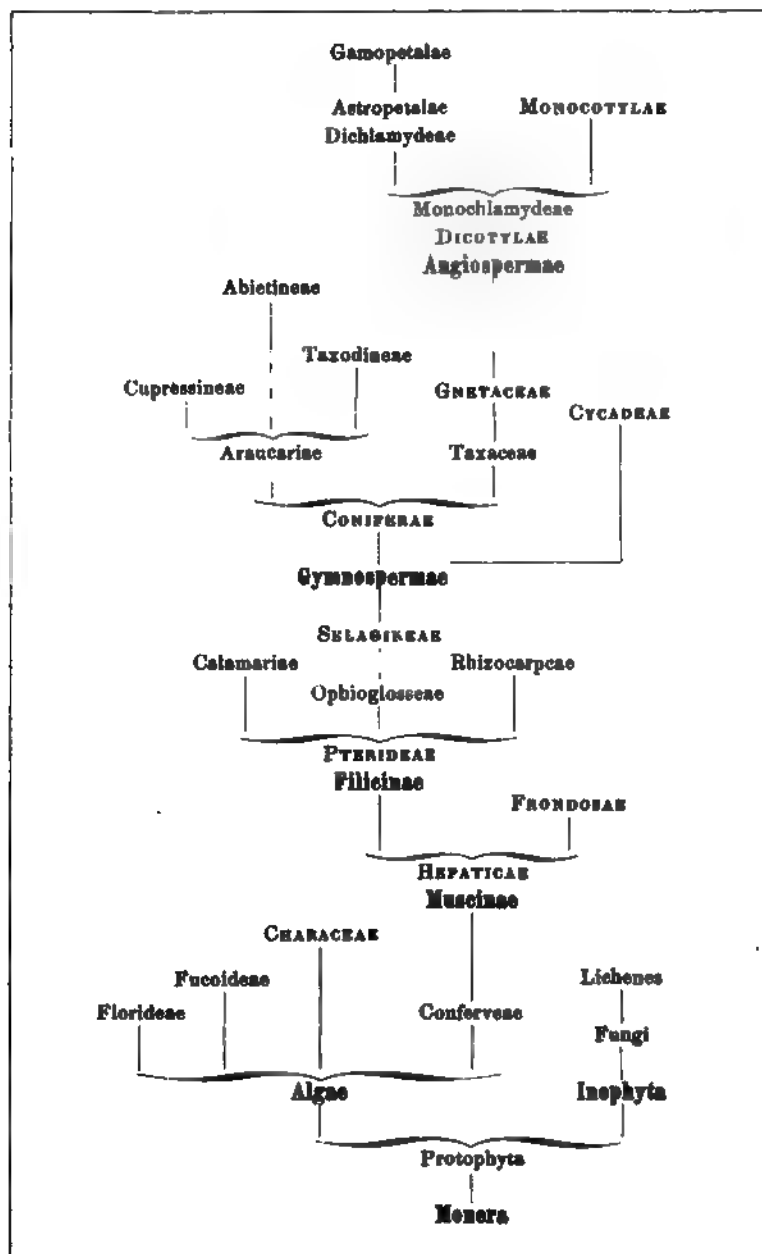 Gamopetalae
Astropetalae MONOCOTYLAE
Dichlamydeae
Monochlamydeae
DICOTYLAE
Angiospermae
Abietineae
Taxodineae
Cupressineae GNETACEAE
CYCADEAE
Araucariae Taxaceae
CONIFERAE
Gymnospermae
SELAGINEAE
Calamariae Rhizocarpeae
Ophioglosseae
PTERIDEAE
Filicinae
FRONDOSAE
HEPATICAE
Muscinae
CHARACEAE
Fucoideae Lichenes
Florideae Conferveae
Fungi
Algae Inophyta
Protophyta
Monera